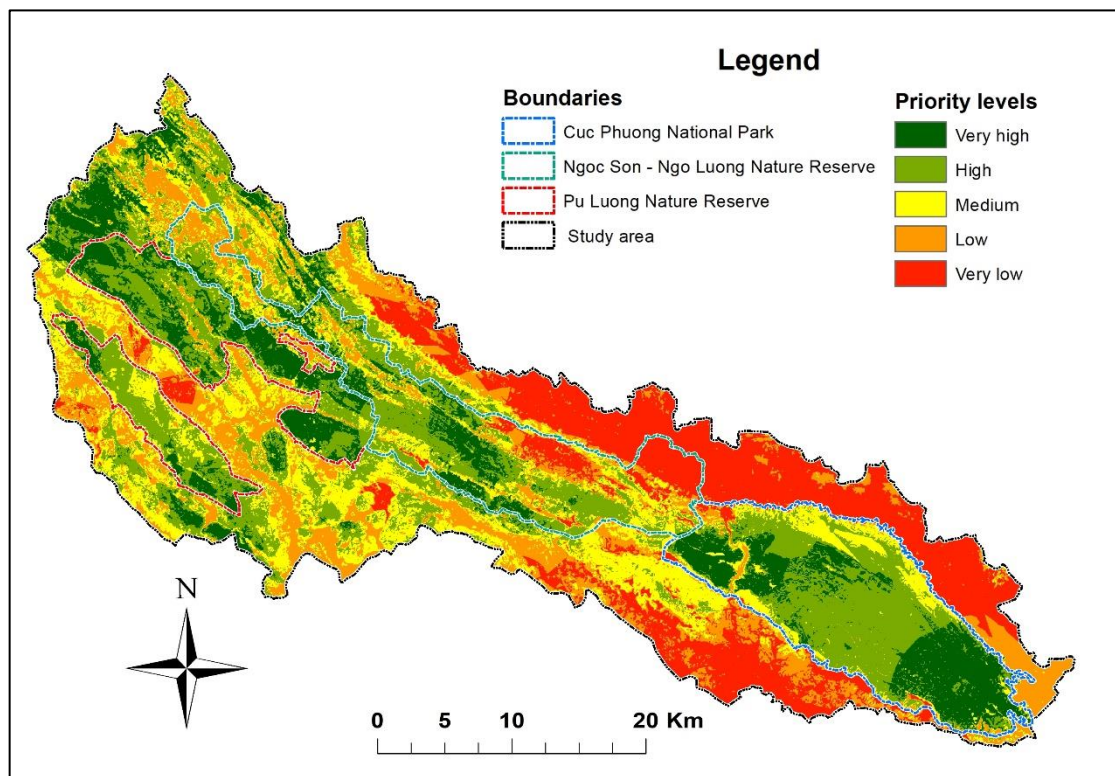 Legend
Boundaries
Cuc Phuong National Park
Ngoc Son - Ngo Luong Nature Reserve
Pu Luong Nature Reserve
Study area
Priority levels
Very high
High
Medium
Low
Very low
N
0 5 10 20 Km